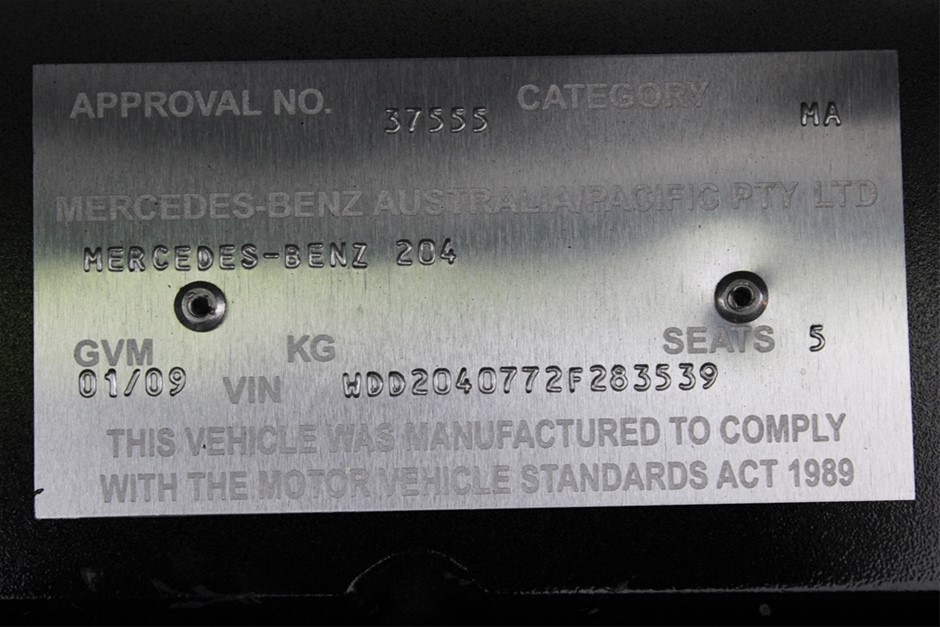 APPROVAL NO. 37555 CATEGORY MA
MERCEDES-BENZ AUSTRALIA/PACIFIC PTY LTD
MERCEDES-BENZ 204
GVM KG SEATS 5
01/09 VIN WDD2040772F283539
THIS VEHICLE WAS MANUFACTURED TO COMPLY
WITH THE MOTOR VEHICLE STANDARDS ACT 1989